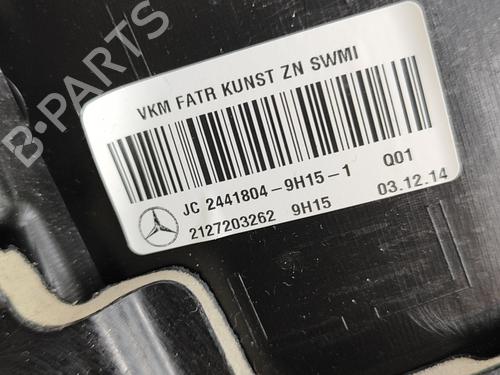 VKM FATR KUNST ZN SWMI
JC 2441804-9H15-1 Q01
2127203262 9H15 03.12.14
B-PARTS